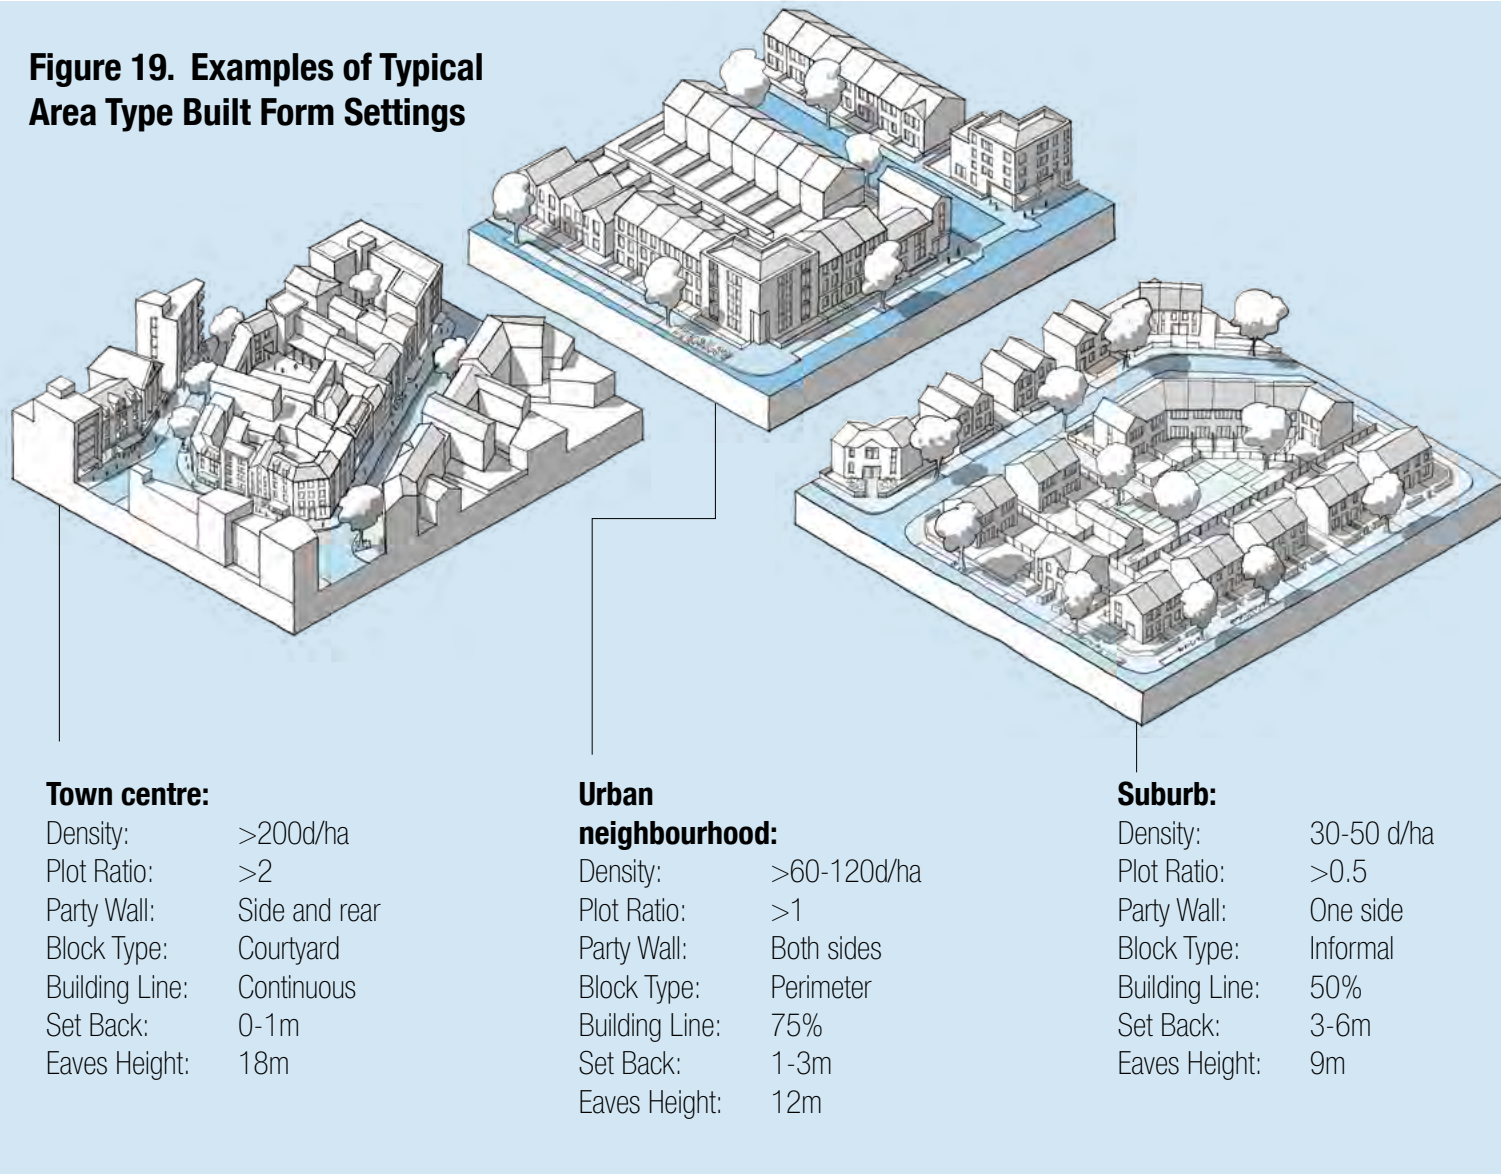 Figure 19. Examples of Typical
Area Type Built Form Settings
Town centre:
Density: >200d/ha
Plot Ratio: >2
Party Wall: Side and rear
Block Type: Courtyard
Building Line: Continuous
Set Back: 0-1m
Eaves Height: 18m
Urban
neighbourhood:
Density: >60-120d/ha
Plot Ratio: >1
Party Wall: Both sides
Block Type: Perimeter
Building Line: 75%
Set Back: 1-3m
Eaves Height: 12m
Suburb:
Density: 30-50 d/ha
Plot Ratio: >0.5
Party Wall: One side
Block Type: Informal
Building Line: 50%
Set Back: 3-6m
Eaves Height: 9m